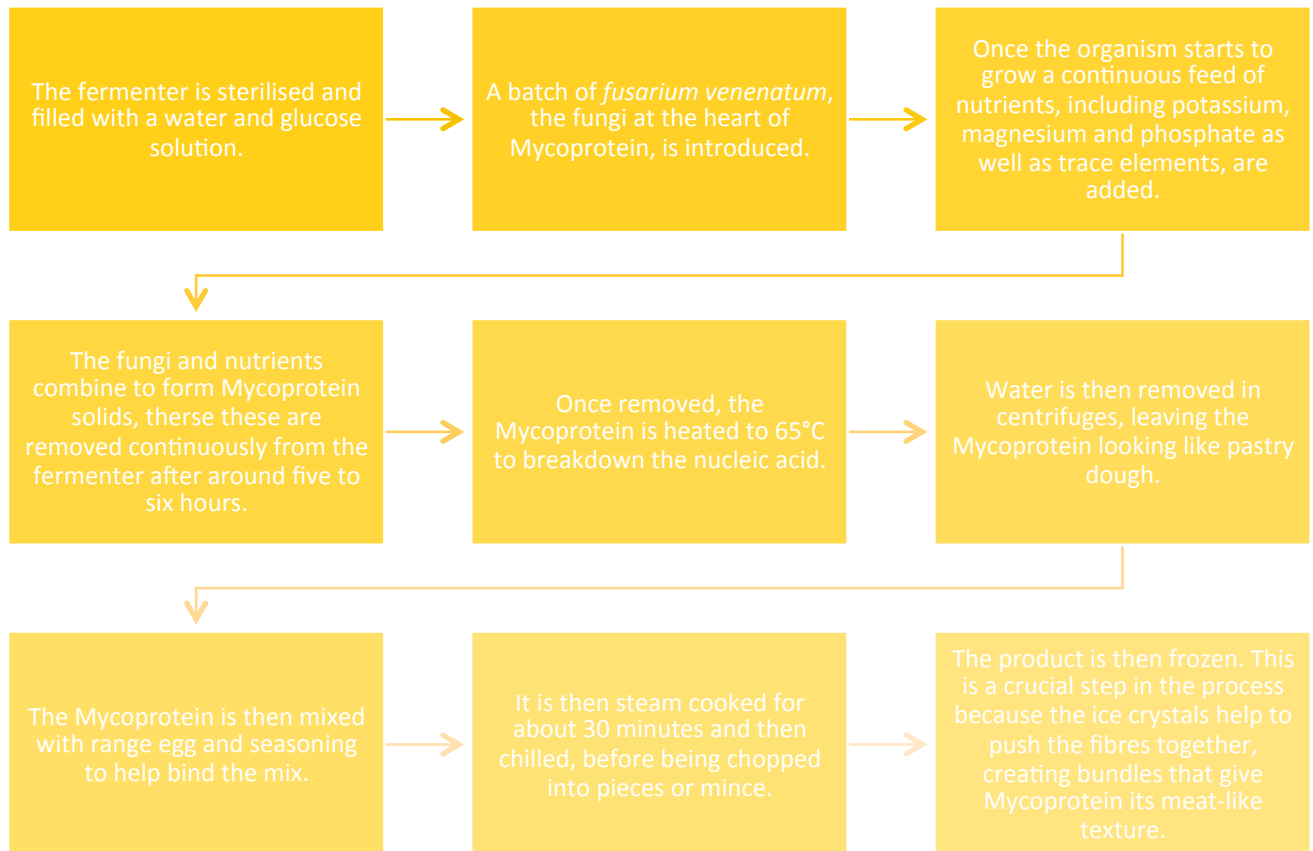 The fermenter is sterilised and
filled with a water and glucose
solution.
A batch of fusarium venenatum,
the fungi at the heart of
Mycoprotein, is introduced.
Once the organism starts to
grow a continuous feed of
nutrients, including potassium,
magnesium and phosphate as
well as trace elements, are
added.
The fungi and nutrients
combine to form Mycoprotein
solids, therse these are
removed continuously from the
fermenter after around five to
six hours.
Once removed, the
Mycoprotein is heated to 65°C
to breakdown the nucleic acid.
Water is then removed in
centrifuges, leaving the
Mycoprotein looking like pastry
dough.
The Mycoprotein is then mixed
with range egg and seasoning
to help bind the mix.
It is then steam cooked for
about 30 minutes and then
chilled, before being chopped
into pieces or mince.
The product is then frozen. This
is a crucial step in the process
because the ice crystals help to
push the fibres together,
creating bundles that give
Mycoprotein its meat-like
texture.